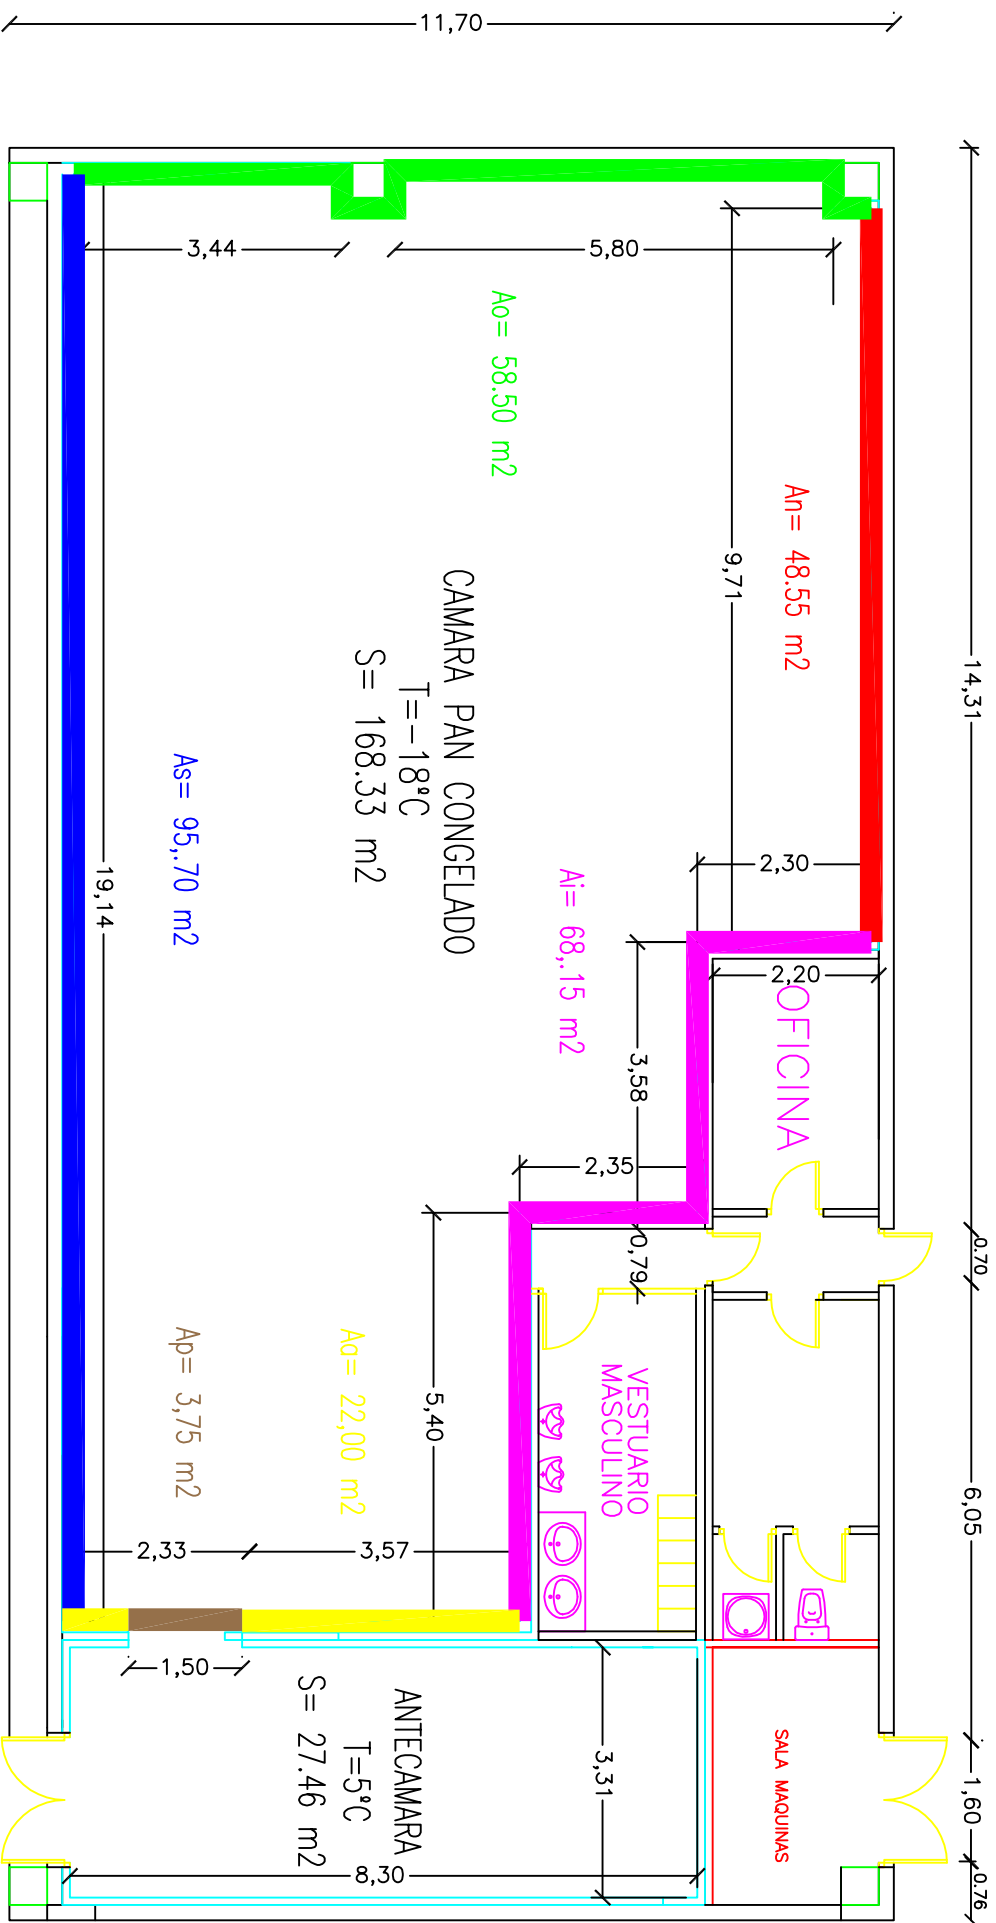 11,70
14,31
0.70
6,05
1,60
0.76
3,44
5,80
9,71
An= 48.55 m2
Ao= 58.50 m2
CAMARA PAN CONGELADO
T=-18ºC
S= 168.33 m2
2,30
2,20
OFICINA
Ai= 68,.15 m2
3,58
2,35
0,79
As= 95,.70 m2
19,14
5,40
VESTUARIO
MASCULINO
Aa= 22,00 m2
Ap= 3,75 m2
2,33
3,57
1,50
ANTECAMARA
T=5ºC
S= 27.46 m2
3,31
8,30
SALA MAQUINAS